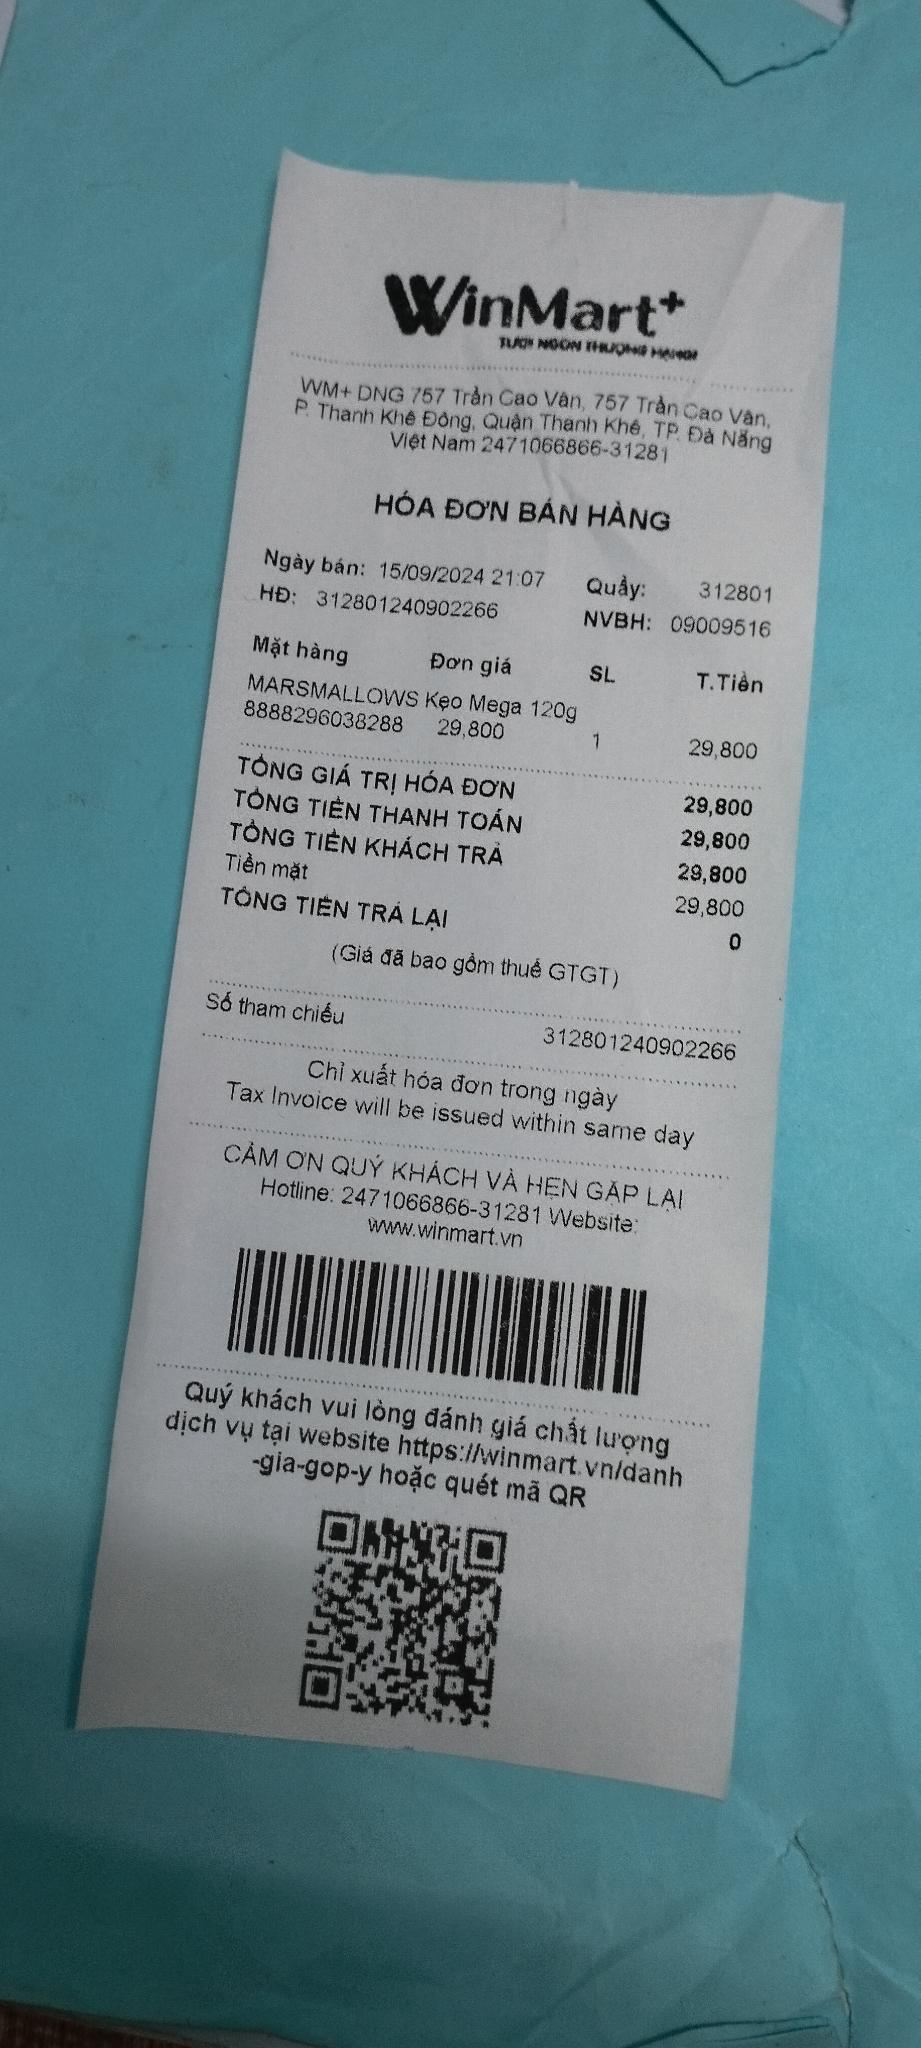 WinMart+
TƯƠI NGON THƯỢNG HẠNG
WM+ DNG 757 Trần Cao Vân, 757 Trần Cao Vân,
P. Thanh Khê Đông, Quận Thanh Khê, TP. Đà Nẵng
Việt Nam 2471066866-31281
HÓA ĐƠN BÁN HÀNG
Ngày bán: 15/09/2024 21:07 Quầy: 312801
HĐ: 312801240902266 NVBH: 09009516
Mặt hàng Đơn giá SL T.Tiền
MARSMALLOWS Kẹo Mega 120g
8888296038288 29,800 1 29,800
TỔNG GIÁ TRỊ HÓA ĐƠN 29,800
TỔNG TIỀN THANH TOÁN 29,800
TỔNG TIỀN KHÁCH TRẢ 29,800
Tiền mặt 29,800
TỔNG TIỀN TRẢ LẠI 0
(Giá đã bao gồm thuế GTGT)
Số tham chiếu 312801240902266
Chỉ xuất hóa đơn trong ngày
Tax Invoice will be issued within same day
CẢM ƠN QUÝ KHÁCH VÀ HẸN GẶP LẠI
Hotline: 2471066866-31281 Website:
www.winmart.vn
Quý khách vui lòng đánh giá chất lượng
dịch vụ tại website https://winmart.vn/danh
-gia-gop-y hoặc quét mã QR